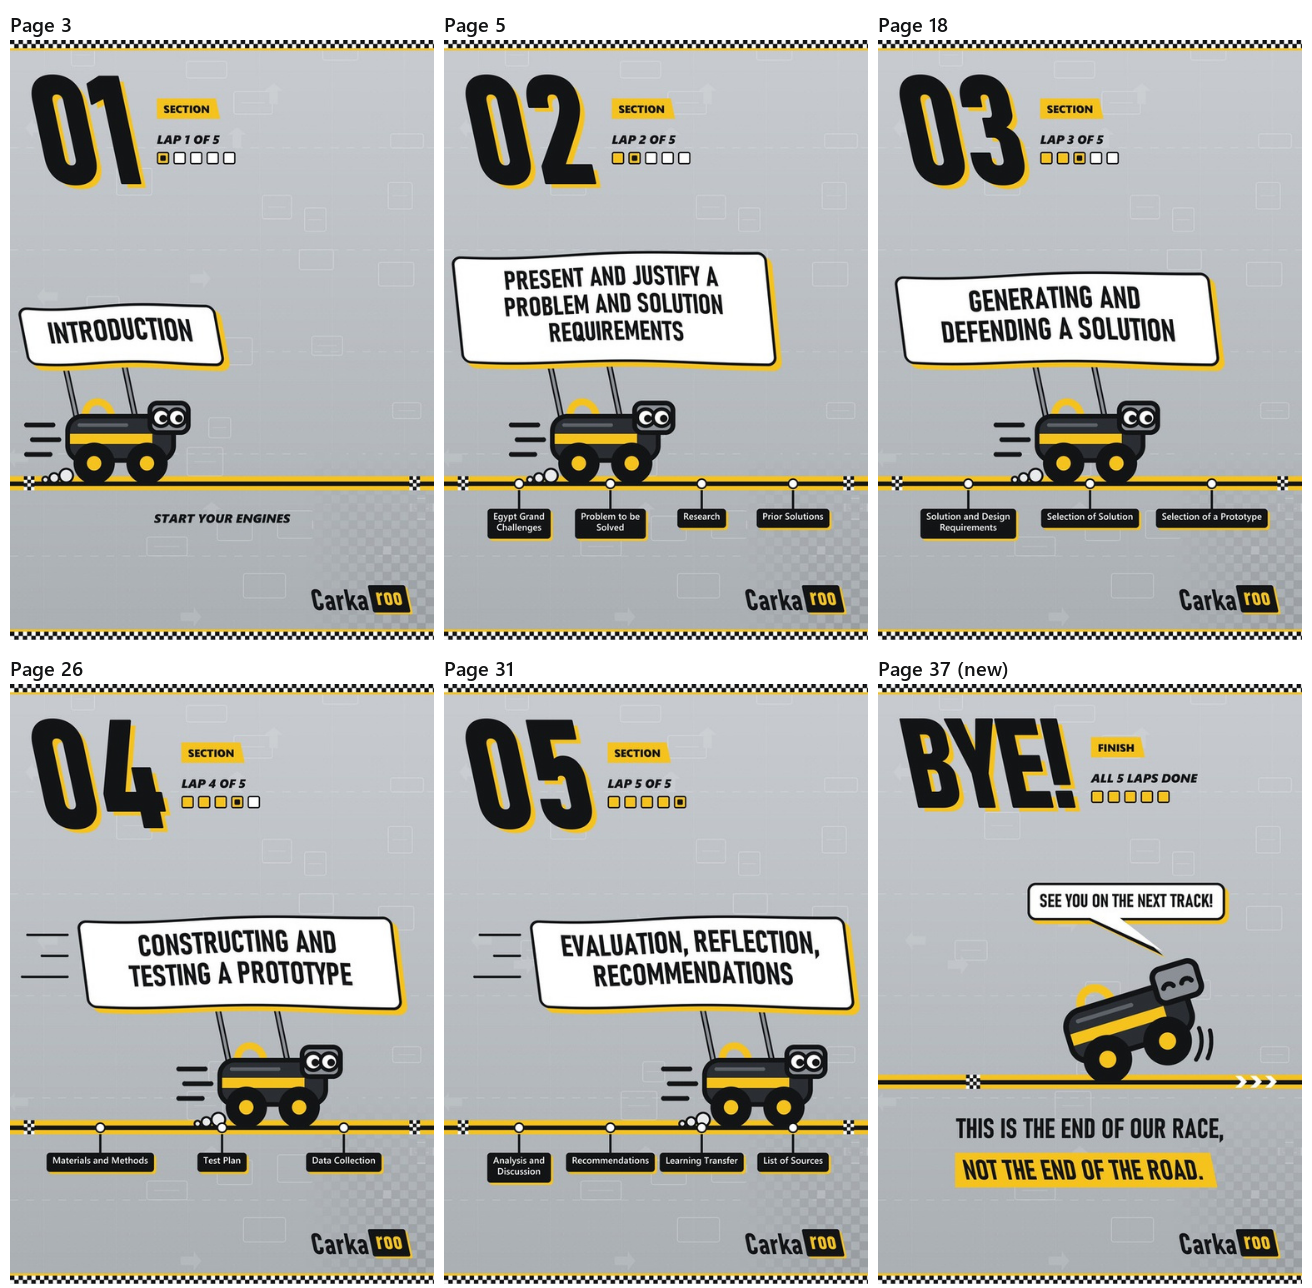 Page 3
01
SECTION
LAP 1 OF 5
INTRODUCTION
START YOUR ENGINES
Carka roo
Page 5
02
SECTION
LAP 2 OF 5
PRESENT AND JUSTIFY A
PROBLEM AND SOLUTION
REQUIREMENTS
Egypt Grand
Challenges
Problem to be
Solved
Research
Prior Solutions
Carka roo
Page 18
03
SECTION
LAP 3 OF 5
GENERATING AND
DEFENDING A SOLUTION
Solution and Design
Requirements
Selection of Solution
Selection of a Prototype
Carka roo
Page 26
04
SECTION
LAP 4 OF 5
CONSTRUCTING AND
TESTING A PROTOTYPE
Materials and Methods
Test Plan
Data Collection
Carka roo
Page 31
05
SECTION
LAP 5 OF 5
EVALUATION, REFLECTION,
RECOMMENDATIONS
Analysis and
Discussion
Recommendations
Learning Transfer
List of Sources
Carka roo
Page 37 (new)
BYE!
FINISH
ALL 5 LAPS DONE
SEE YOU ON THE NEXT TRACK!
THIS IS THE END OF OUR RACE,
NOT THE END OF THE ROAD.
Carka roo